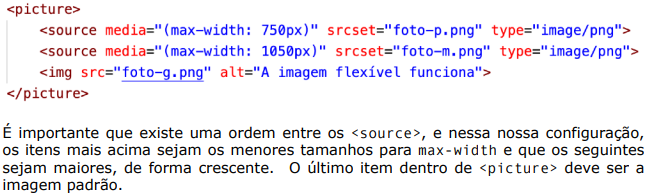 <picture>
<source media="(max-width: 750px)" srcset="foto-p.png" type="image/png">
<source media="(max-width: 1050px)" srcset="foto-m.png" type="image/png">
<img src="foto-g.png" alt="A imagem flexível funciona">
</picture>
É importante que existe uma ordem entre os <source>, e nessa nossa configuração,
os itens mais acima sejam os menores tamanhos para max-width e que os seguintes
sejam maiores, de forma crescente. O último item dentro de <picture> deve ser a
imagem padrão.